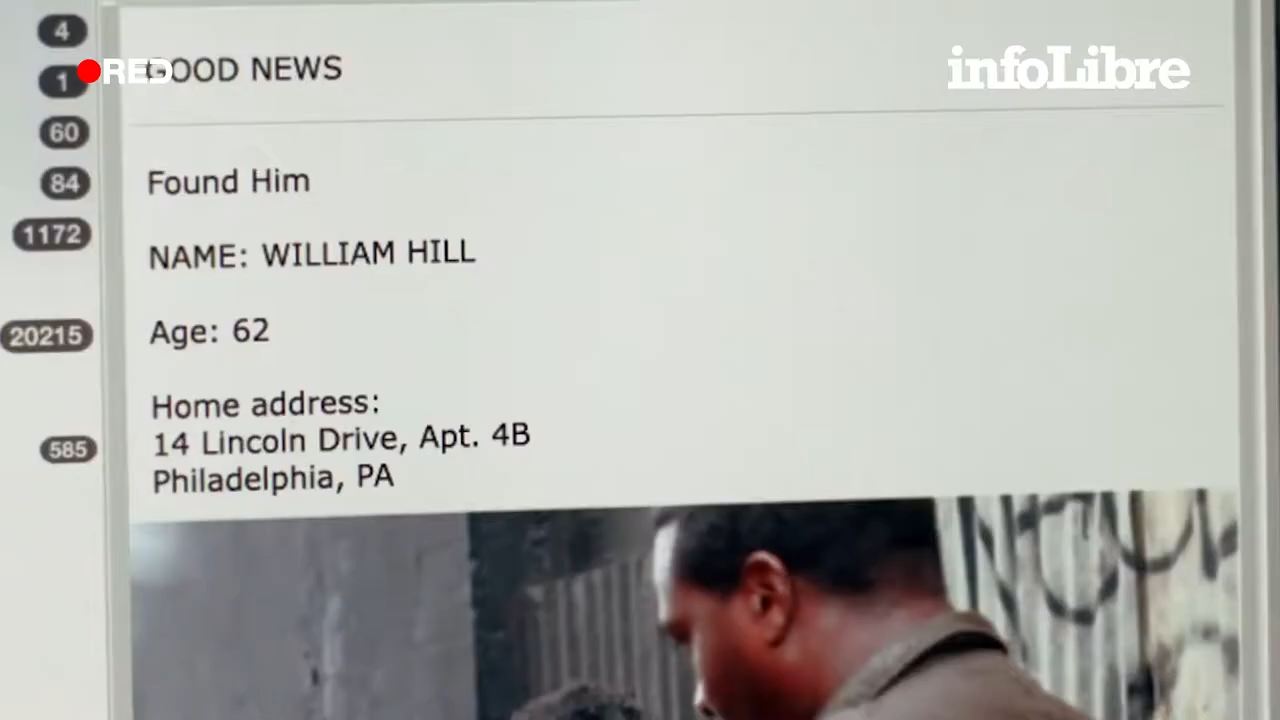 4
1
60
84
1172
20215
585
RED
infoLibre
GOOD NEWS
Found Him
NAME: WILLIAM HILL
Age: 62
Home address:
14 Lincoln Drive, Apt. 4B
Philadelphia, PA